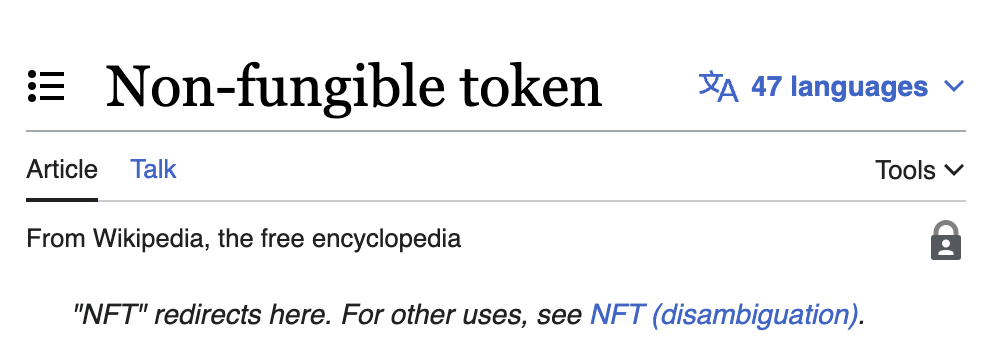 Non-fungible token
47 languages
Article Talk Tools
From Wikipedia, the free encyclopedia
"NFT" redirects here. For other uses, see NFT (disambiguation).